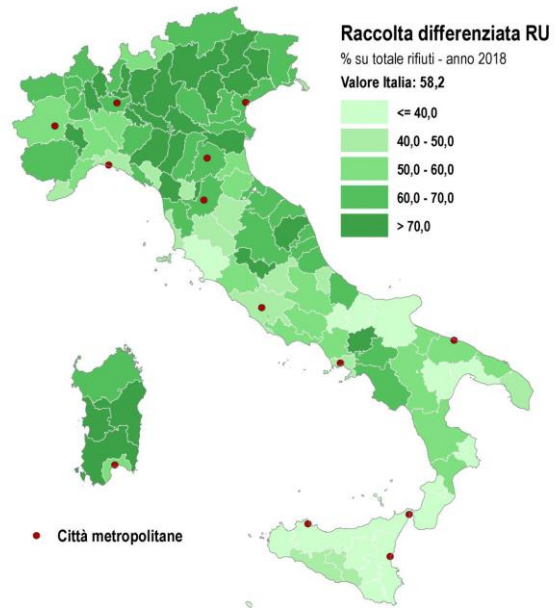 Raccolta differenziata RU
% su totale rifiuti - anno 2018
Valore Italia: 58,2
<= 40,0
40,0 - 50,0
50,0 - 60,0
60,0 - 70,0
> 70,0
Città metropolitane